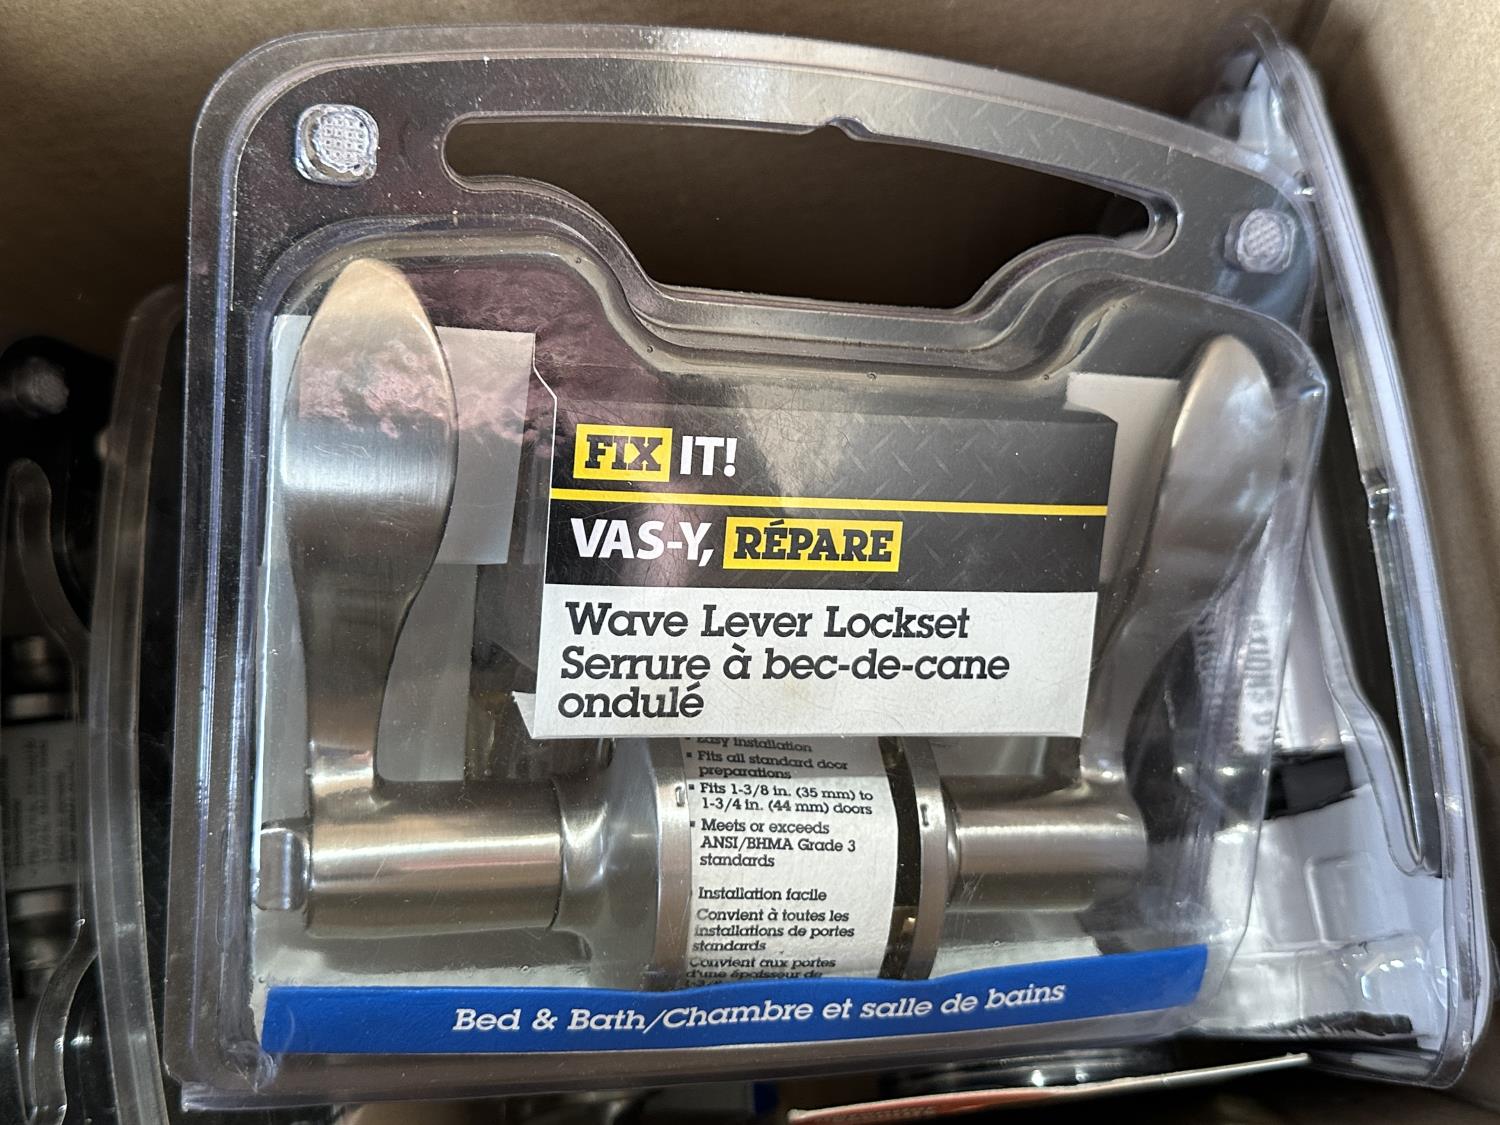 FIX IT!
VAS-Y, RÉPARE
Wave Lever Lockset
Serrure à bec-de-cane
ondulé
▪ Easy installation
▪ Fits all standard door
preparations
▪ Fits 1-3/8 in. (35 mm) to
1-3/4 in. (44 mm) doors
▪ Meets or exceeds
ANSI/BHMA Grade 3
standards
Installation facile
Convient à toutes les
installations de portes
standards
Convient aux portes
d'une épaisseur de
Bed & Bath/Chambre et salle de bains